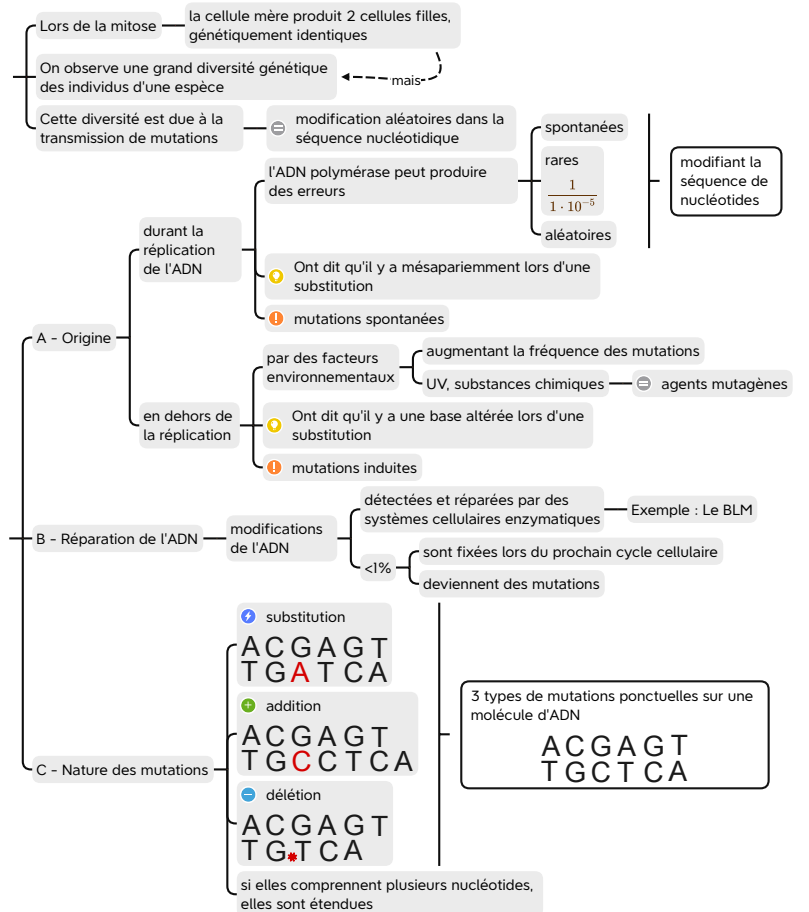 Lors de la mitose
la cellule mère produit 2 cellules filles,
génétiquement identiques
On observe une grand diversité génétique
des individus d'une espèce
mais
Cette diversité est due à la
transmission de mutations
modification aléatoires dans la
séquence nucléotidique
A - Origine
durant la
réplication
de l'ADN
l'ADN polymérase peut produire
des erreurs
spontanées
rares
1
1 · 10⁻⁵
aléatoires
modifiant la
séquence de
nucléotides
Ont dit qu'il y a mésapariemment lors d'une
substitution
mutations spontanées
en dehors de
la réplication
par des facteurs
environnementaux
augmentant la fréquence des mutations
UV, substances chimiques
agents mutagènes
Ont dit qu'il y a une base altérée lors d'une
substitution
mutations induites
B - Réparation de l'ADN
modifications
de l'ADN
détectées et réparées par des
systèmes cellulaires enzymatiques
Exemple : Le BLM
<1%
sont fixées lors du prochain cycle cellulaire
deviennent des mutations
C - Nature des mutations
substitution
ACGAGT
TGATCA
addition
ACGAGT
TGCCTCA
délétion
ACGAGT
TG*TCA
si elles comprennent plusieurs nucléotides,
elles sont étendues
3 types de mutations ponctuelles sur une
molécule d'ADN
ACGAGT
TGCTCA